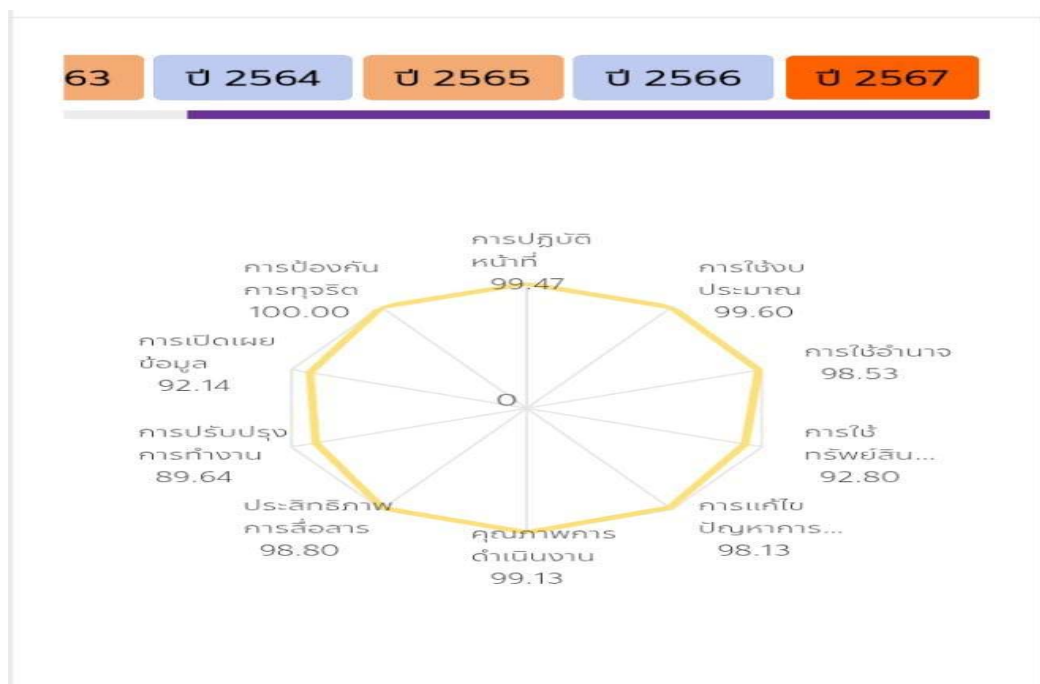 63
ปี 2564
ปี 2565
ปี 2566
ปี 2567
การปฏิบัติ
หน้าที่
99.47
การใช้งบ
ประมาณ
99.60
การใช้อำนาจ
98.53
การใช้
ทรัพย์สิน...
92.80
การแก้ไข
ปัญหาการ...
98.13
คุณภาพการ
ดำเนินงาน
99.13
ประสิทธิภาพ
การสื่อสาร
98.80
การปรับปรุง
การทำงาน
89.64
การเปิดเผย
ข้อมูล
92.14
การป้องกัน
การทุจริต
100.00
0